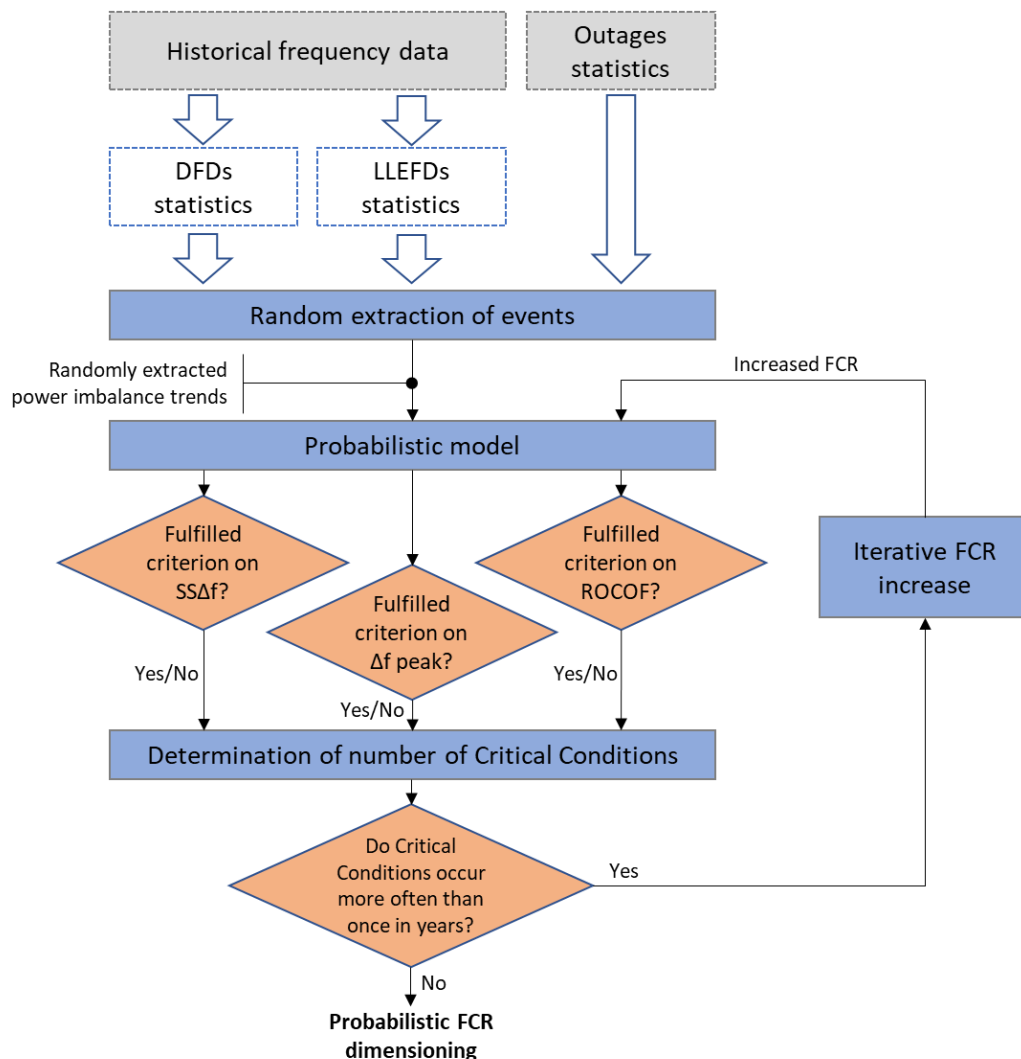 Historical frequency data
Outages
statistics
DFDs
statistics
LLEFDs
statistics
Random extraction of events
Randomly extracted
power imbalance trends
Increased FCR
Probabilistic model
Fulfilled
criterion on
SSΔf?
Fulfilled
criterion on
Δf peak?
Fulfilled
criterion on
ROCOF?
Iterative FCR
increase
Yes/No
Yes/No
Yes/No
Determination of number of Critical Conditions
Do Critical
Conditions occur
more often than
once in years?
Yes
No
Probabilistic FCR
dimensioning